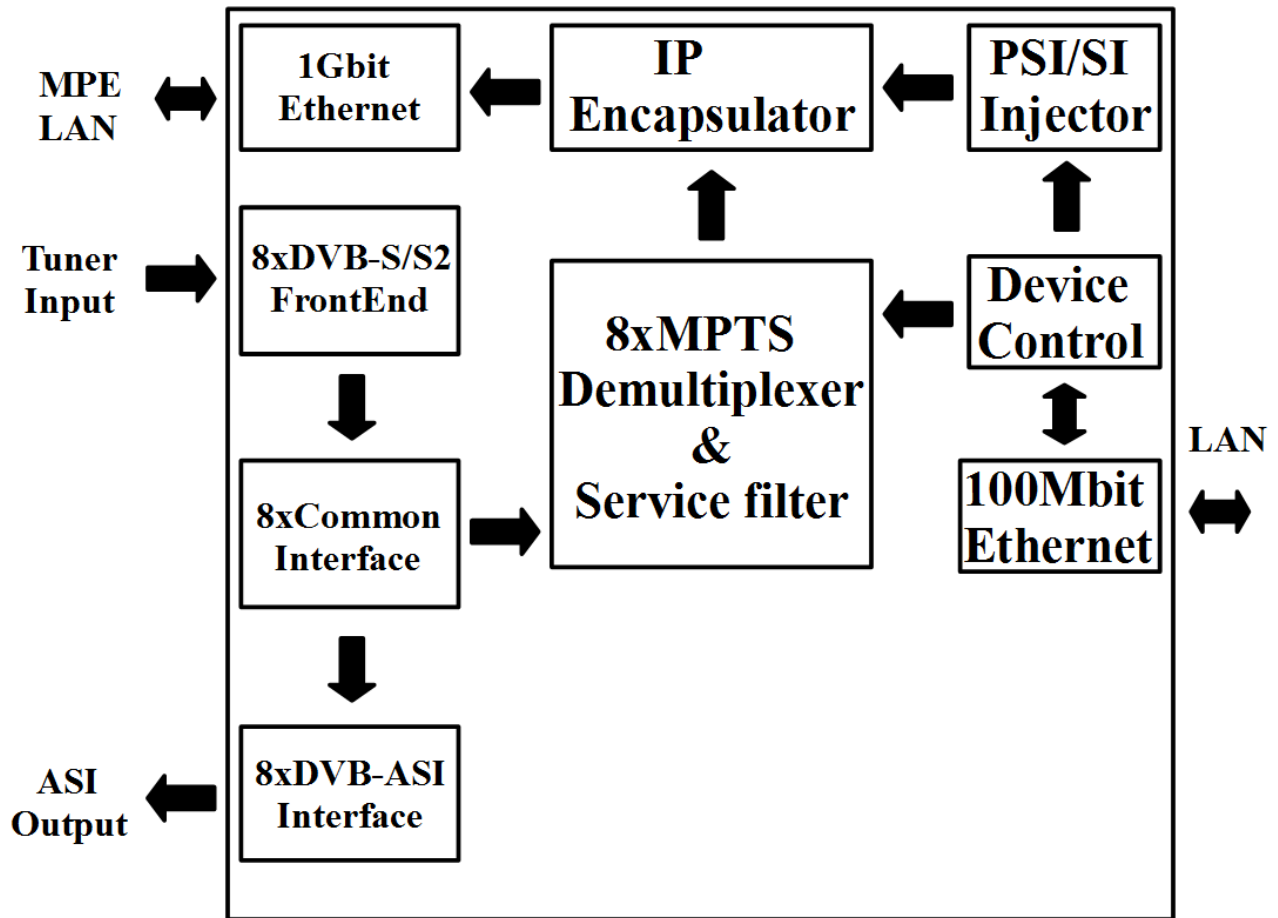 MPE
LAN
1Gbit
Ethernet
IP
Encapsulator
PSI/SI
Injector
Tuner
Input
8xDVB-S/S2
FrontEnd
8xMPTS
Demultiplexer
&
Service filter
Device
Control
8xCommon
Interface
100Mbit
Ethernet
LAN
ASI
Output
8xDVB-ASI
Interface